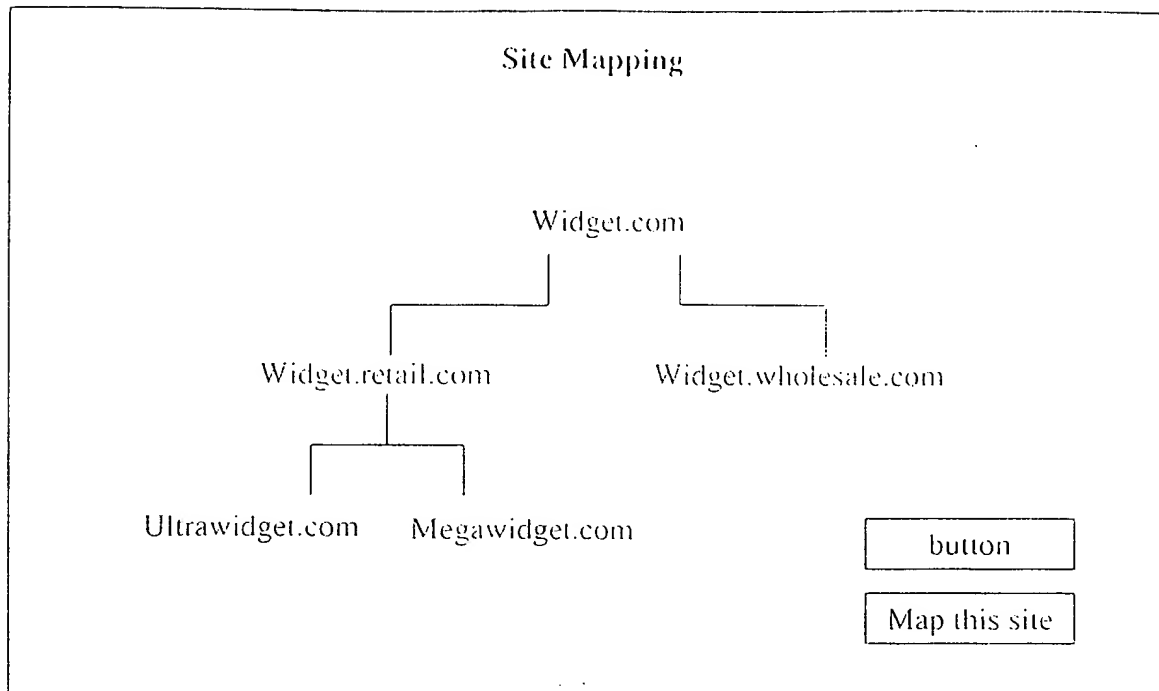 Site Mapping
Widget.com
Widget.retail.com Widget.wholesale.com
Ultrawidget.com Megawidget.com
button
Map this site